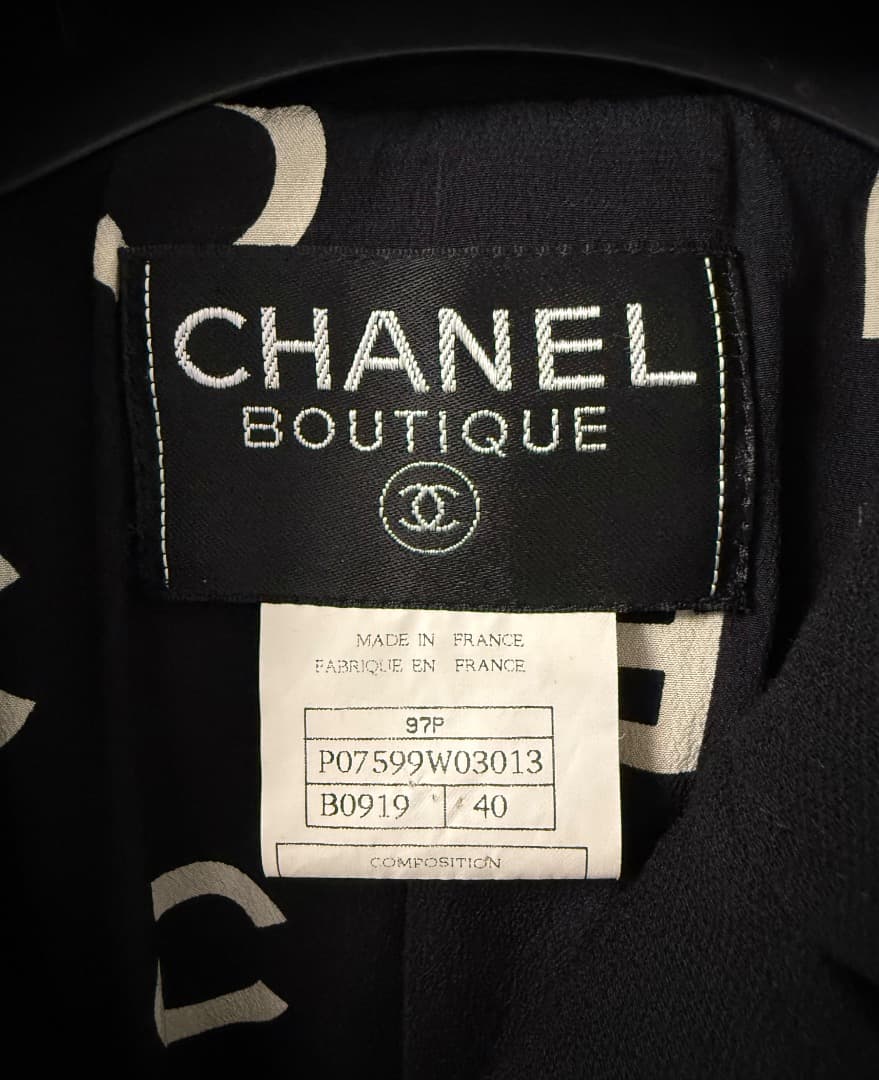 CHANEL
BOUTIQUE
MADE IN FRANCE
FABRIQUE EN FRANCE
97P
P07599W03013
B0919 40
COMPOSITION